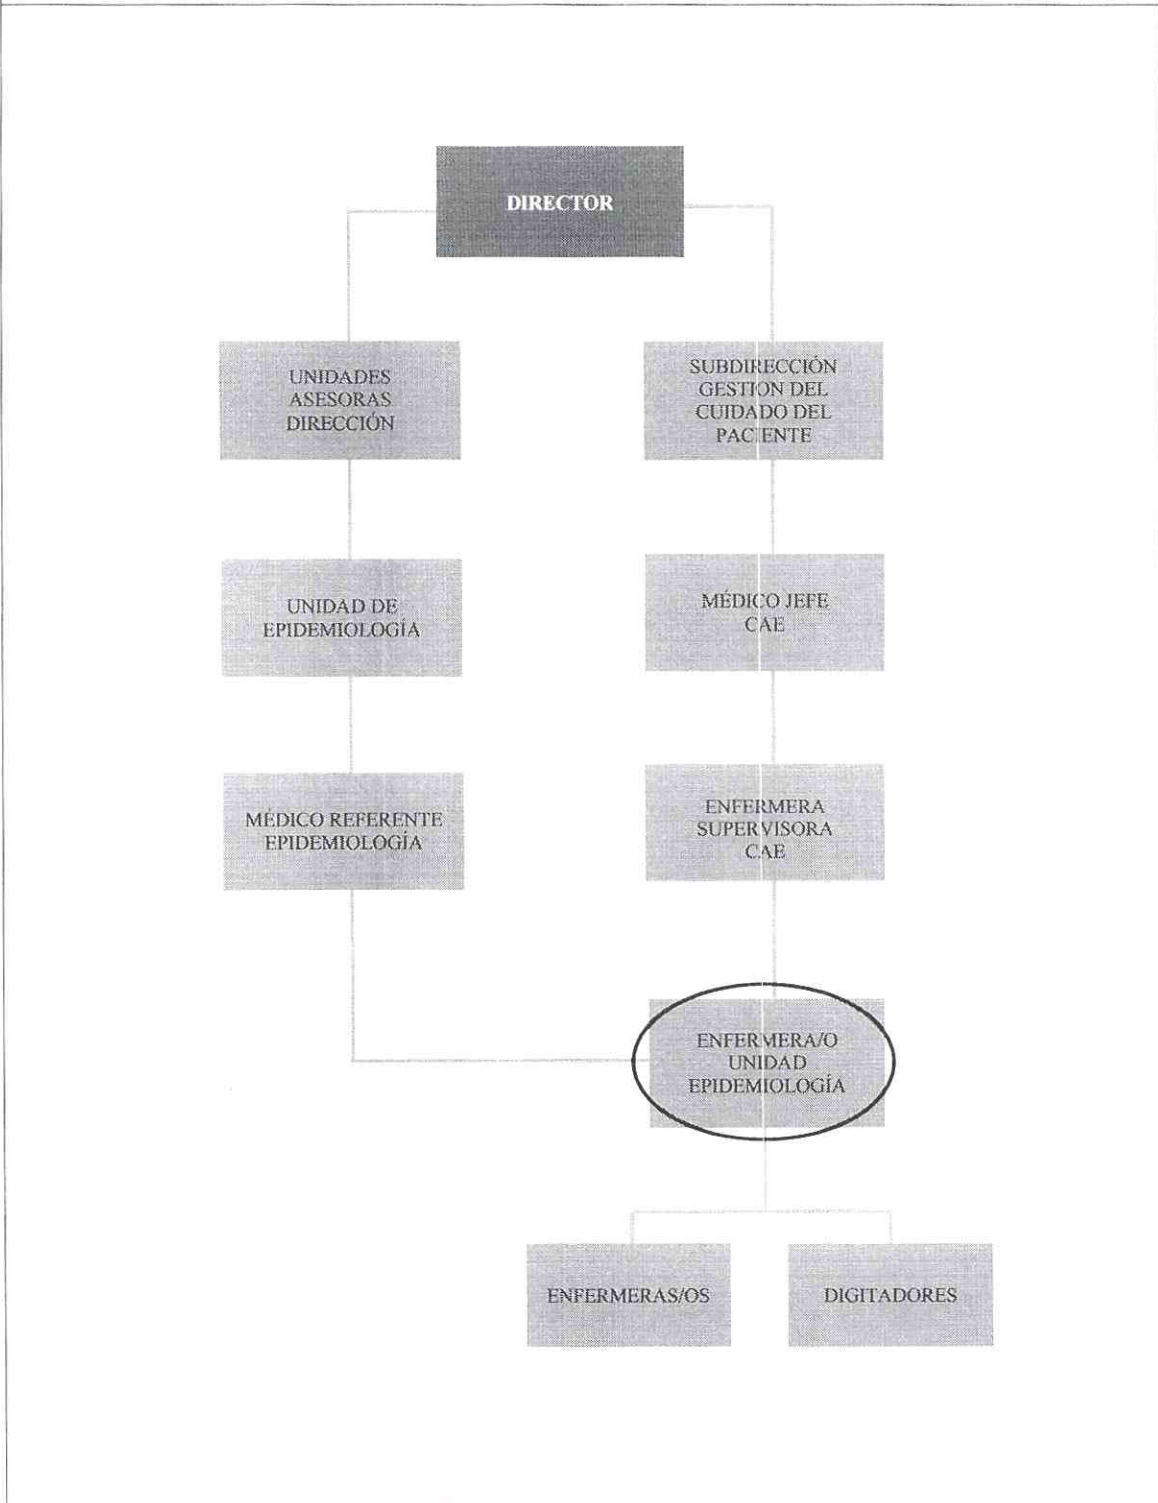 DIRECTOR
UNIDADES
ASESORAS
DIRECCIÓN
SUBDIRECCIÓN
GESTION DEL
CUIDADO DEL
PACIENTE
UNIDAD DE
EPIDEMIOLOGÍA
MÉDICO JEFE
CAE
MÉDICO REFERENTE
EPIDEMIOLOGÍA
ENFERMERA
SUPERVISORA
CAE
ENFERMERA/O
UNIDAD
EPIDEMIOLOGÍA
ENFERMERAS/OS
DIGITADORES